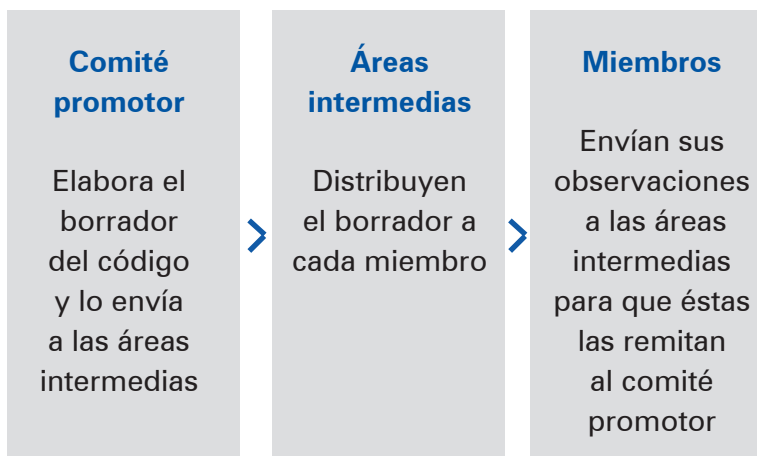 Comité
promotor
Elabora el
borrador
del código
y lo envía
a las áreas
intermedias
Áreas
intermedias
Distribuyen
el borrador a
cada miembro
Miembros
Envían sus
observaciones
a las áreas
intermedias
para que éstas
las remitan
al comité
promotor